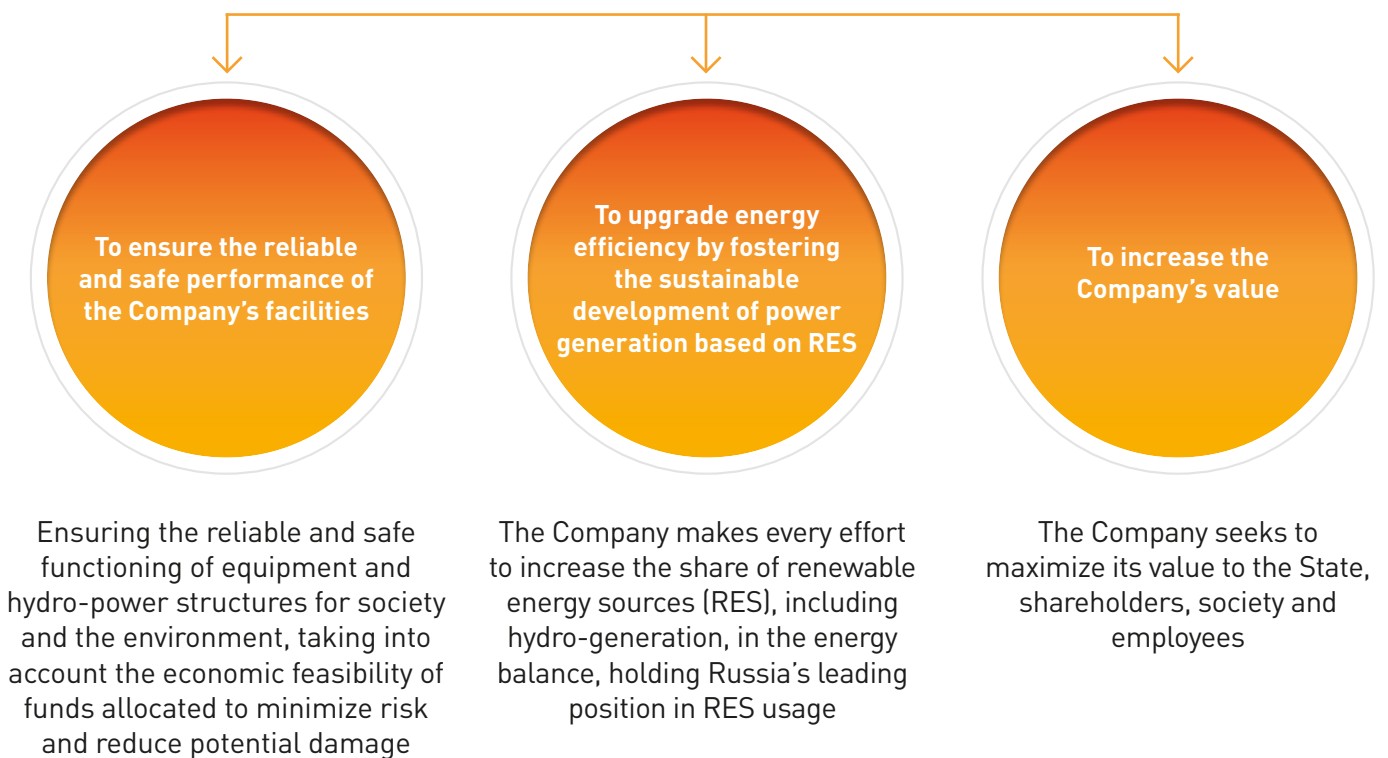 To ensure the reliable
and safe performance of
the Company’s facilities
To upgrade energy
efficiency by fostering
the sustainable
development of power
generation based on RES
To increase the
Company’s value
Ensuring the reliable and safe
functioning of equipment and
hydro-power structures for society
and the environment, taking into
account the economic feasibility of
funds allocated to minimize risk
and reduce potential damage
The Company makes every effort
to increase the share of renewable
energy sources (RES), including
hydro-generation, in the energy
balance, holding Russia’s leading
position in RES usage
The Company seeks to
maximize its value to the State,
shareholders, society and
employees